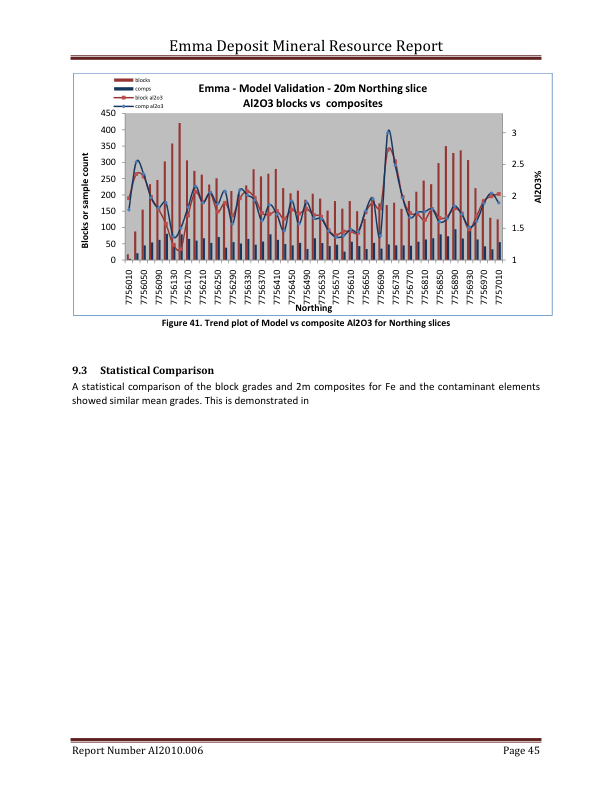 Emma Deposit Mineral Resource Report
blocks
comps
block al2o3
comp al2o3
Emma - Model Validation - 20m Northing slice
Al2O3 blocks vs composites
Blocks or sample count
450
400
350
300
250
200
150
100
50
0
3
2.5
2
1.5
1
Al2O3%
7756010
7756050
7756090
7756130
7756170
7756210
7756250
7756290
7756330
7756370
7756410
7756450
7756490
7756530
7756570
7756610
7756650
7756690
7756730
7756770
7756810
7756850
7756890
7756930
7756970
7757010
Northing
Figure 41. Trend plot of Model vs composite Al2O3 for Northing slices
9.3 Statistical Comparison
A statistical comparison of the block grades and 2m composites for Fe and the contaminant elements
showed similar mean grades. This is demonstrated in
Report Number AI2010.006 Page 45